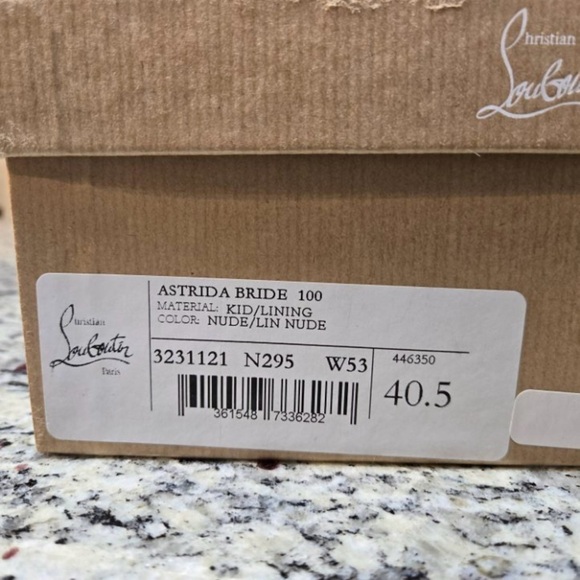 Christian
Louboutin
Christian
Louboutin
Paris
ASTRIDA BRIDE 100
MATERIAL: KID/LINING
COLOR: NUDE/LIN NUDE
3231121 N295 W53
446350
40.5
361548 7336282